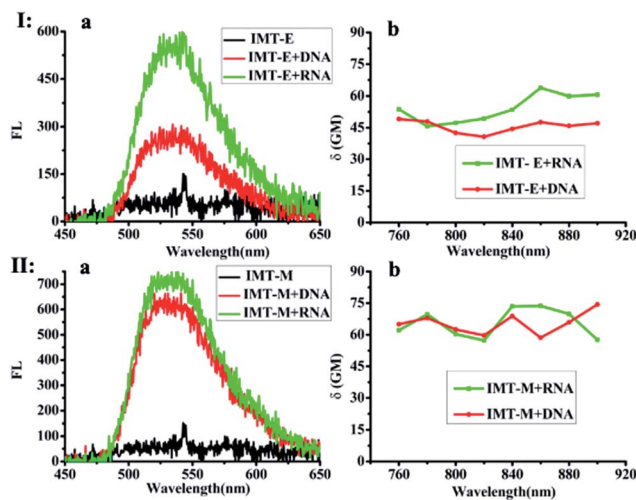 I:
a
b
IMT-E
IMT-E+DNA
IMT-E+RNA
FL
600
450
300
150
0
450 500 550 600 650
Wavelength(nm)
δ (GM)
90
75
60
45
30
15
0
IMT- E+RNA
IMT-E+DNA
760 800 840 880 920
Wavelength(nm)
II:
a
b
IMT-M
IMT-M+DNA
IMT-M+RNA
FL
700
600
500
400
300
200
100
0
450 500 550 600 650
Wavelength(nm)
δ (GM)
90
75
60
45
30
15
0
IMT-M+RNA
IMT-M+DNA
760 800 840 880 920
Wavelength(nm)